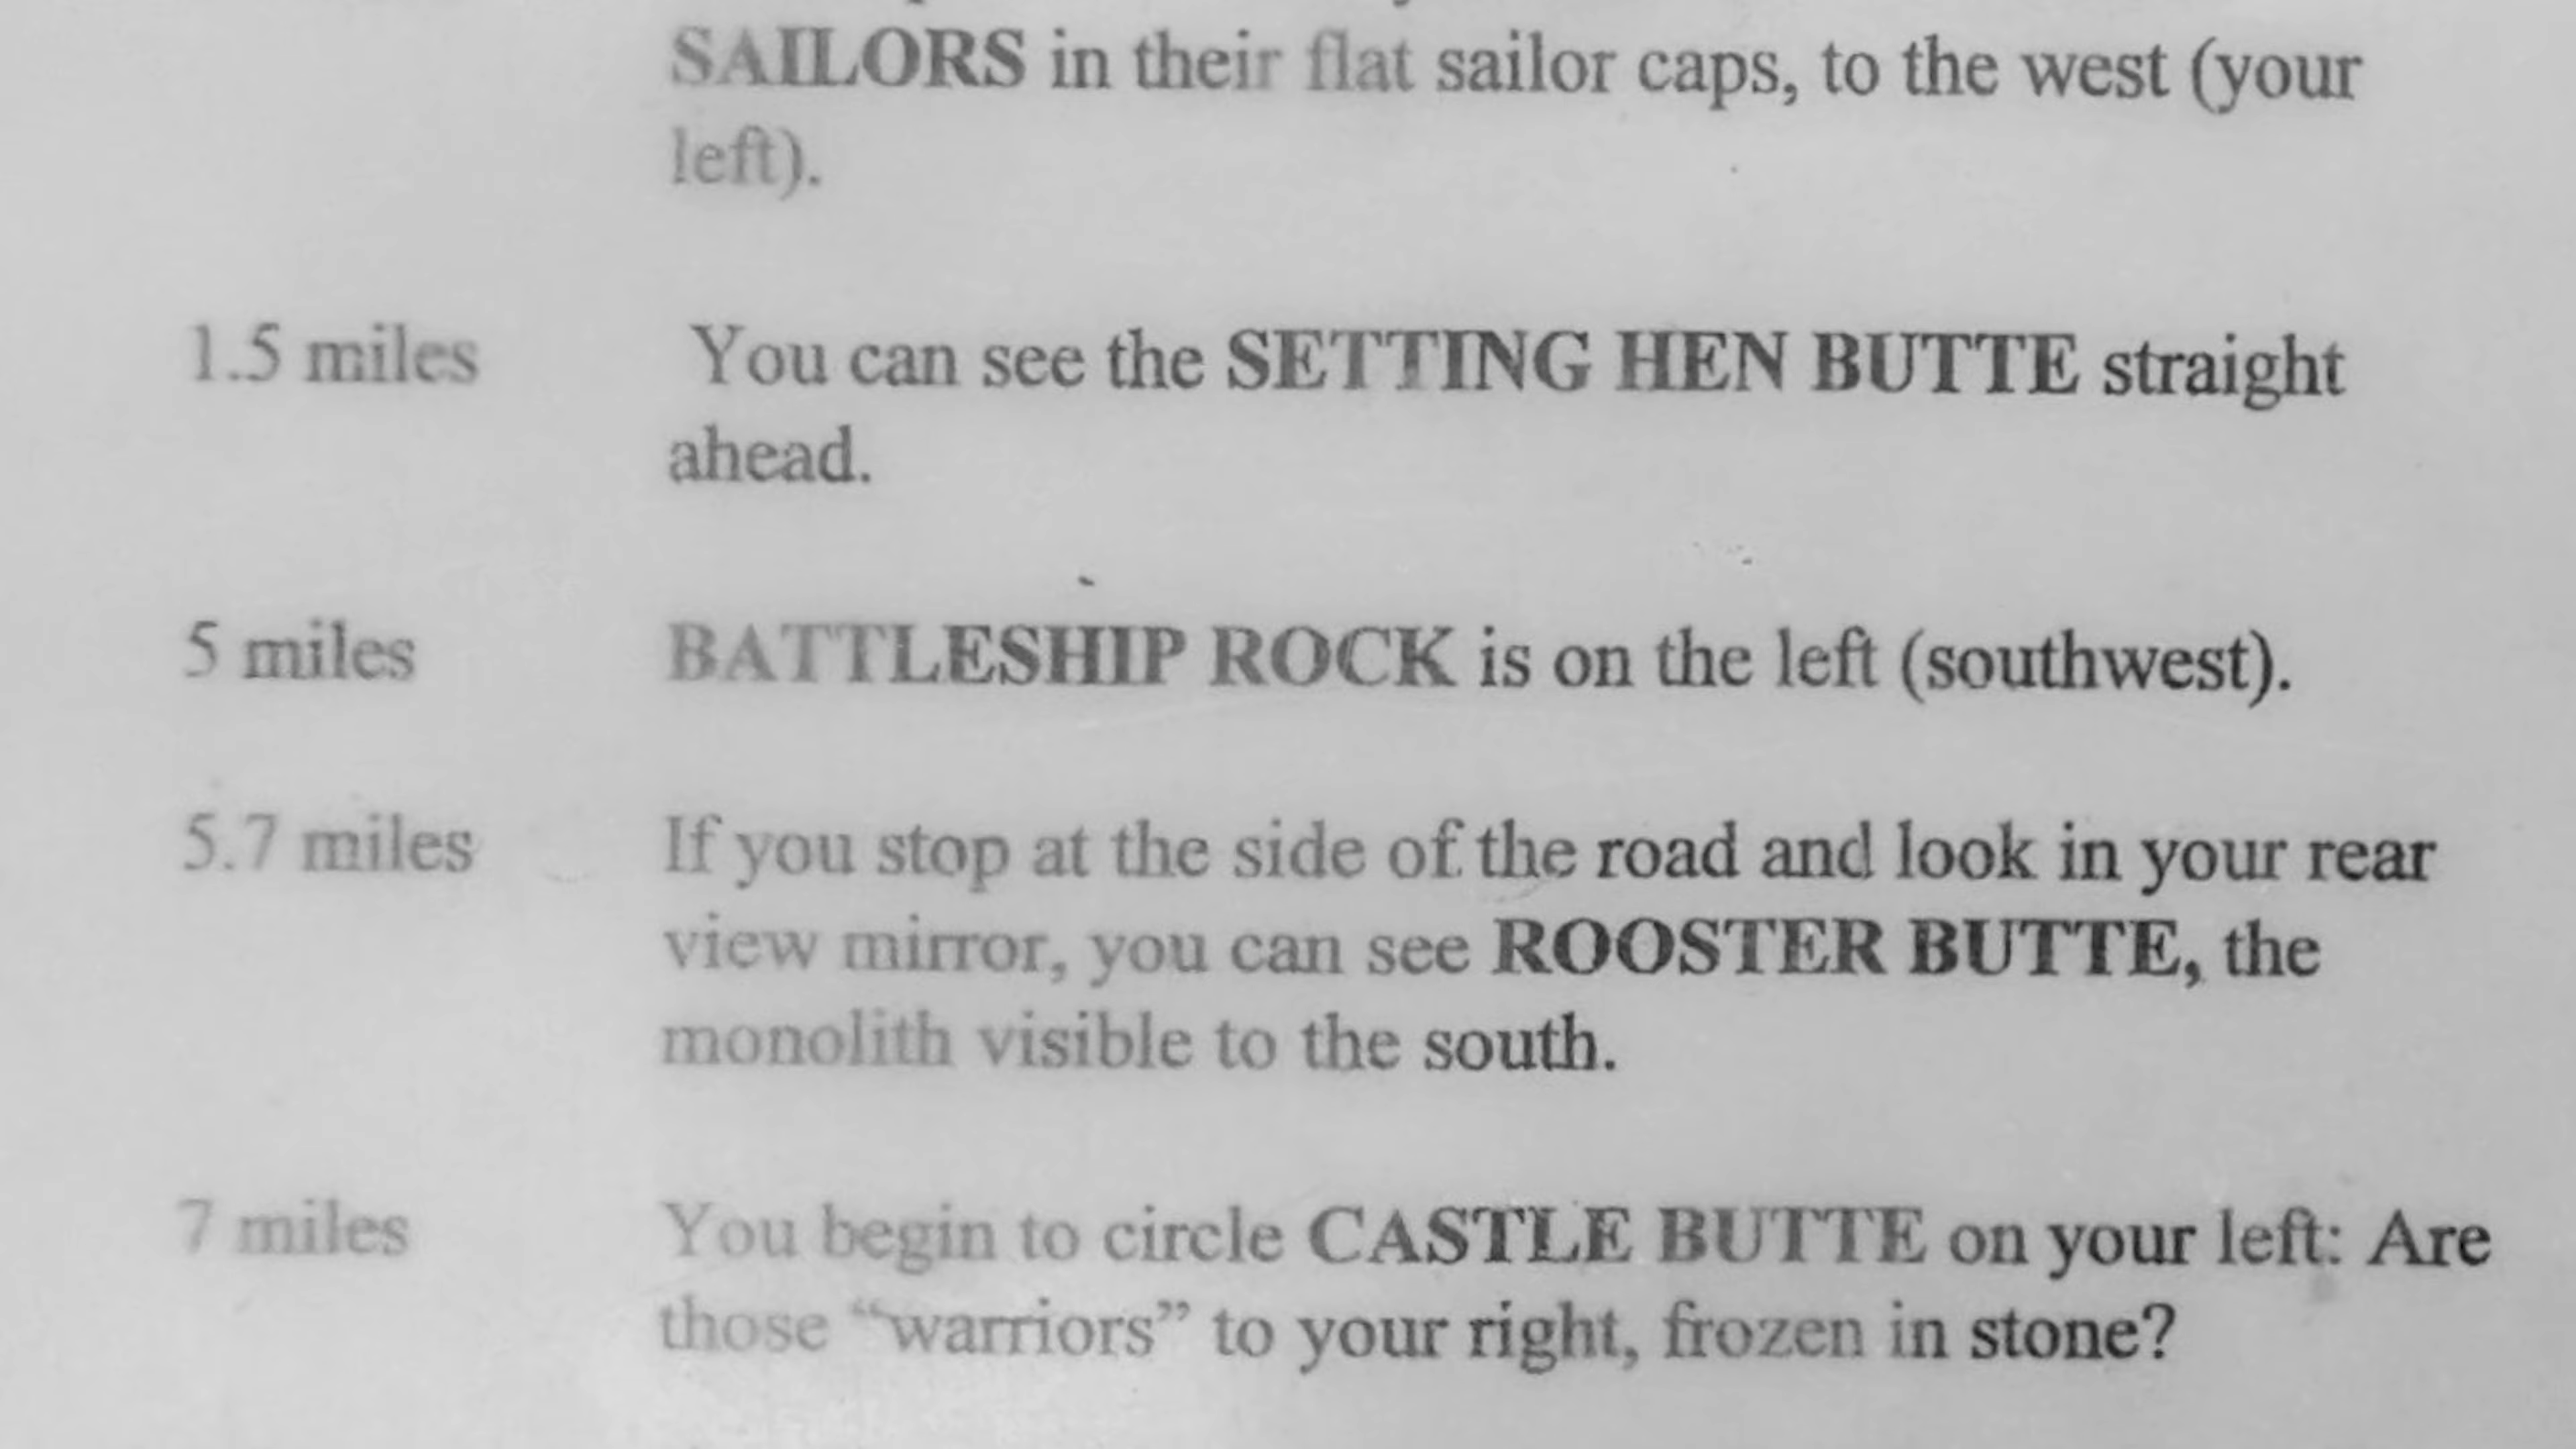 SAILORS in their flat sailor caps, to the west (your
left).
1.5 miles You can see the SETTING HEN BUTTE straight
ahead.
5 miles BATTLESHIP ROCK is on the left (southwest).
5.7 miles If you stop at the side of the road and look in your rear
view mirror, you can see ROOSTER BUTTE, the
monolith visible to the south.
7 miles You begin to circle CASTLE BUTTE on your left: Are
those “warriors” to your right, frozen in stone?